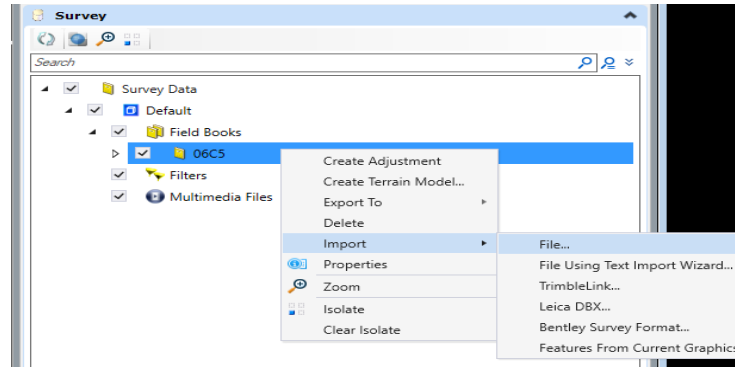 Survey
Search
Survey Data
Default
Field Books
06C5
Filters
Multimedia Files
Create Adjustment
Create Terrain Model...
Export To
Delete
Import
Properties
Zoom
Isolate
Clear Isolate
File...
File Using Text Import Wizard...
TrimbleLink...
Leica DBX...
Bentley Survey Format...
Features From Current Graphics